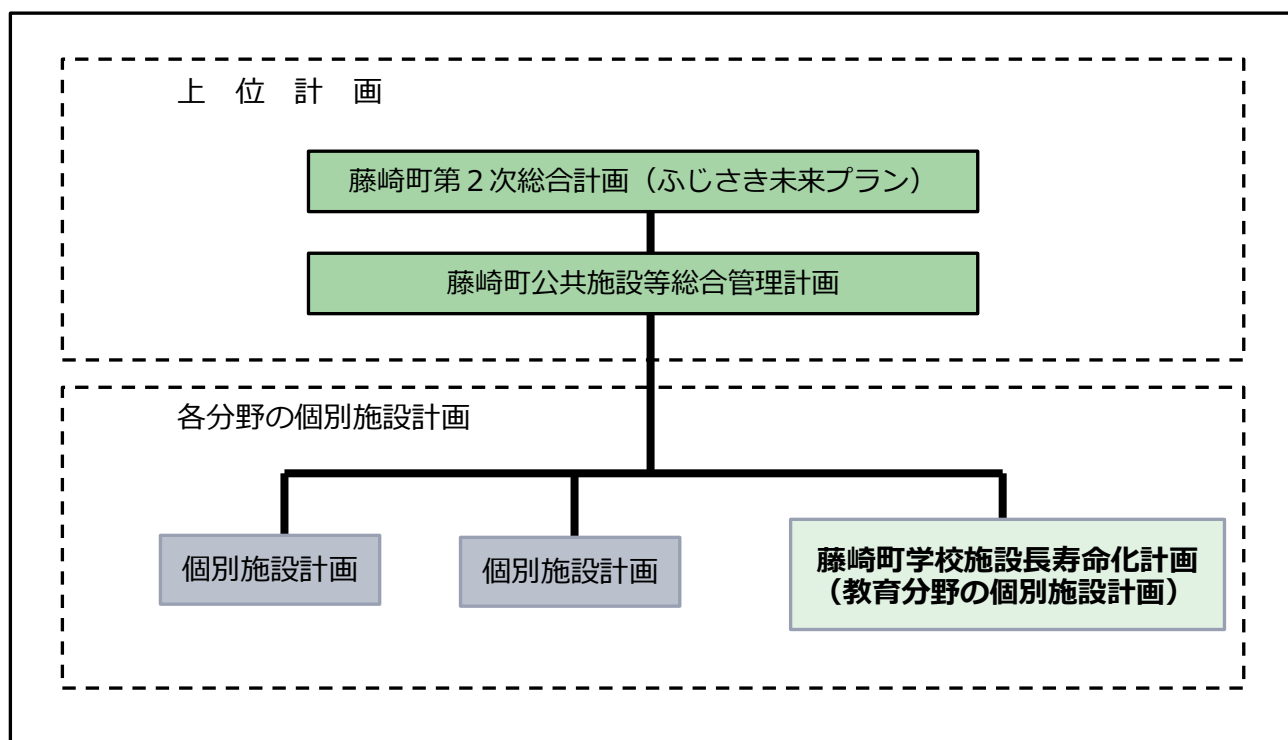 上　位　計　画
藤崎町第２次総合計画（ふじさき未来プラン）
藤崎町公共施設等総合管理計画
各分野の個別施設計画
個別施設計画
個別施設計画
藤崎町学校施設長寿命化計画
（教育分野の個別施設計画）